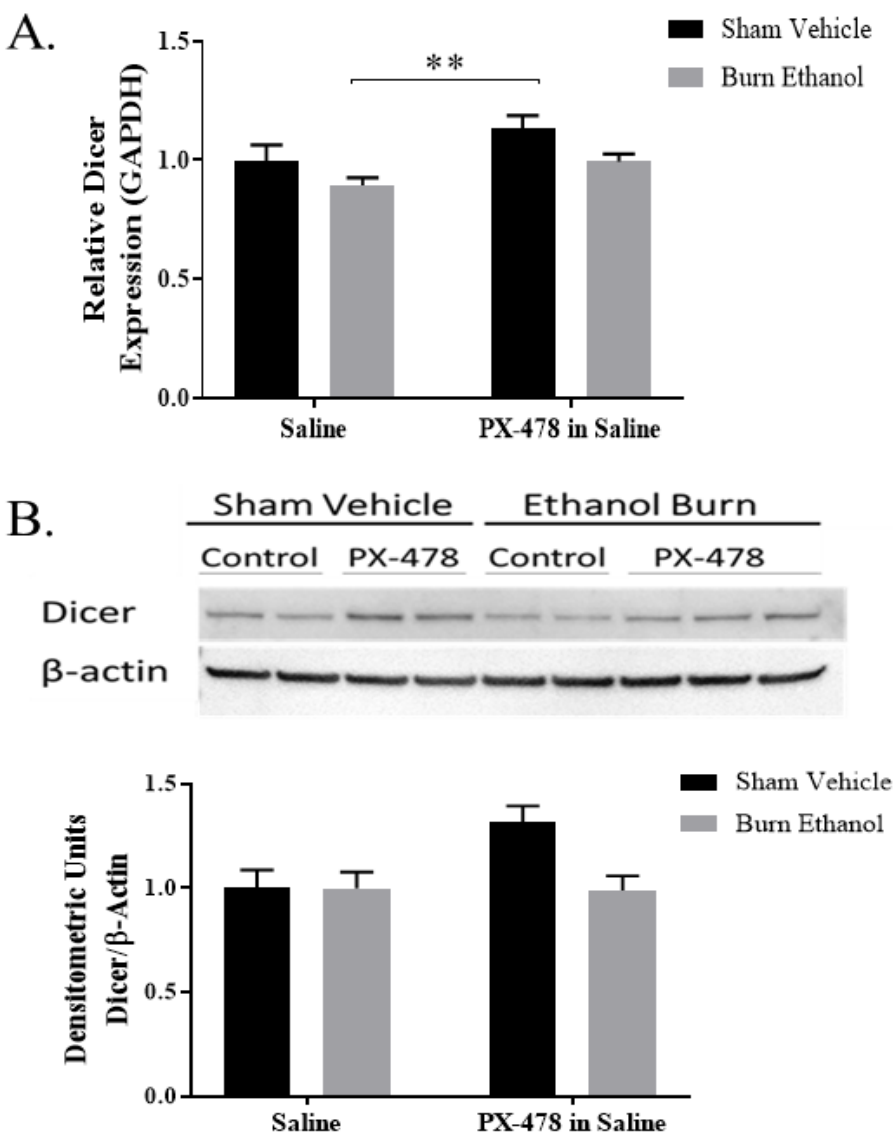 A.
Sham Vehicle
Burn Ethanol
**
Relative Dicer
Expression (GAPDH)
1.5
1.0
0.5
0.0
Saline
PX-478 in Saline
B.
Sham Vehicle
Ethanol Burn
Control
PX-478
Control
PX-478
Dicer
β-actin
Sham Vehicle
Burn Ethanol
Densitometric Units
Dicer/β-Actin
1.5
1.0
0.5
0.0
Saline
PX-478 in Saline